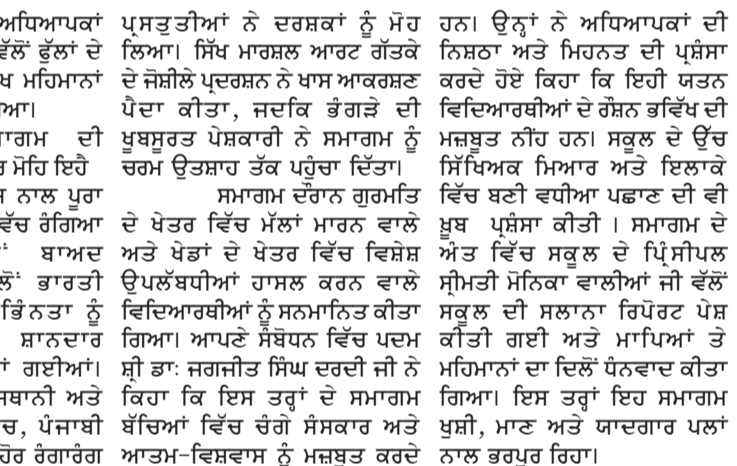 ਅਧਿਆਪਕਾਂ
ਵੱਲੋਂ ਫੁੱਲਾਂ ਦੇ
ਮਹਿਮਾਨਾਂ
ਦੀ
ਮੋਹਿ ਇਹੈ
ਨਾਲ ਪੂਰਾ
ਵਿੱਚ ਰੰਗਿਆ
ਬਾਅਦ
ਭਾਰਤੀ
ਭਿੰਨਤਾ ਨੂੰ
ਸ਼ਾਨਦਾਰ
ਗਈਆਂ।
ਅਤੇ
ਪੰਜਾਬੀ
ਹੋਰ ਰੰਗਾਰੰਗ
ਪ੍ਰਸਤੁਤੀਆਂ ਨੇ ਦਰਸ਼ਕਾਂ ਨੂੰ ਮੋਹ
ਲਿਆ। ਸਿੱਖ ਮਾਰਸ਼ਲ ਆਰਟ ਗੱਤਕੇ
ਦੇ ਜੋਸ਼ੀਲੇ ਪ੍ਰਦਰਸ਼ਨ ਨੇ ਖਾਸ ਆਕਰਸ਼ਣ
ਪੈਦਾ ਕੀਤਾ, ਜਦਕਿ ਭੰਗੜੇ ਦੀ
ਖੂਬਸੂਰਤ ਪੇਸ਼ਕਾਰੀ ਨੇ ਸਮਾਗਮ ਨੂੰ
ਚਰਮ ਉਤਸ਼ਾਹ ਤੱਕ ਪਹੁੰਚਾ ਦਿੱਤਾ।
ਸਮਾਗਮ ਦੌਰਾਨ ਗੁਰਮਤਿ
ਦੇ ਖੇਤਰ ਵਿੱਚ ਮੱਲਾਂ ਮਾਰਨ ਵਾਲੇ
ਅਤੇ ਖੇਡਾਂ ਦੇ ਖੇਤਰ ਵਿੱਚ ਵਿਸ਼ੇਸ਼
ਉਪਲੱਬਧੀਆਂ ਹਾਸਲ ਕਰਨ ਵਾਲੇ
ਵਿਦਿਆਰਥੀਆਂ ਨੂੰ ਸਨਮਾਨਿਤ ਕੀਤਾ
ਗਿਆ। ਆਪਣੇ ਸੰਬੋਧਨ ਵਿੱਚ ਪਦਮ
ਸ਼੍ਰੀ ਡਾਃ ਜਗਜੀਤ ਸਿੰਘ ਦਰਦੀ ਜੀ ਨੇ
ਕਿਹਾ ਕਿ ਇਸ ਤਰ੍ਹਾਂ ਦੇ ਸਮਾਗਮ
ਬੱਚਿਆਂ ਵਿੱਚ ਚੰਗੇ ਸੰਸਕਾਰ ਅਤੇ
ਆਤਮ-ਵਿਸ਼ਵਾਸ ਨੂੰ ਮਜ਼ਬੂਤ ਕਰਦੇ
ਹਨ। ਉਨ੍ਹਾਂ ਨੇ ਅਧਿਆਪਕਾਂ ਦੀ
ਨਿਸ਼ਠਾ ਅਤੇ ਮਿਹਨਤ ਦੀ ਪ੍ਰਸ਼ੰਸਾ
ਕਰਦੇ ਹੋਏ ਕਿਹਾ ਕਿ ਇਹੀ ਯਤਨ
ਵਿਦਿਆਰਥੀਆਂ ਦੇ ਰੌਸ਼ਨ ਭਵਿੱਖ ਦੀ
ਮਜ਼ਬੂਤ ਨੀਂਹ ਹਨ। ਸਕੂਲ ਦੇ ਉੱਚ
ਸਿੱਖਿਅਕ ਮਿਆਰ ਅਤੇ ਇਲਾਕੇ
ਵਿੱਚ ਬਣੀ ਵਧੀਆ ਪਛਾਣ ਦੀ ਵੀ
ਖ਼ੂਬ ਪ੍ਰਸ਼ੰਸਾ ਕੀਤੀ । ਸਮਾਗਮ ਦੇ
ਅੰਤ ਵਿੱਚ ਸਕੂਲ ਦੇ ਪ੍ਰਿੰਸੀਪਲ
ਸ੍ਰੀਮਤੀ ਮੋਨਿਕਾ ਵਾਲੀਆਂ ਜੀ ਵੱਲੋਂ
ਸਕੂਲ ਦੀ ਸਲਾਨਾ ਰਿਪੋਰਟ ਪੇਸ਼
ਕੀਤੀ ਗਈ ਅਤੇ ਮਾਪਿਆਂ ਤੇ
ਮਹਿਮਾਨਾਂ ਦਾ ਦਿਲੋਂ ਧੰਨਵਾਦ ਕੀਤਾ
ਗਿਆ। ਇਸ ਤਰ੍ਹਾਂ ਇਹ ਸਮਾਗਮ
ਖੁਸ਼ੀ, ਮਾਣ ਅਤੇ ਯਾਦਗਾਰ ਪਲਾਂ
ਨਾਲ ਭਰਪੂਰ ਰਿਹਾ।